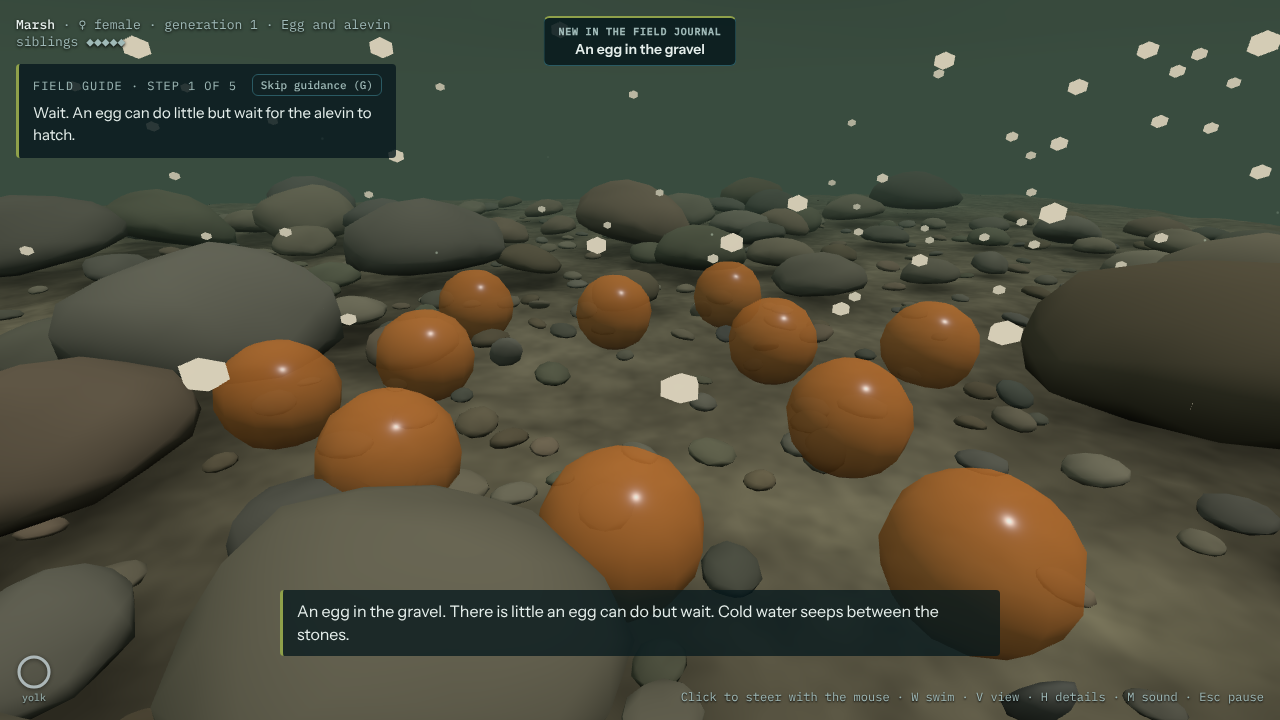 Marsh · ♀ female · generation 1 · Egg and alevin
siblings ◆◆◆◆◆
FIELD GUIDE · STEP 1 OF 5
Skip guidance (G)
Wait. An egg can do little but wait for the alevin to
hatch.
NEW IN THE FIELD JOURNAL
An egg in the gravel
An egg in the gravel. There is little an egg can do but wait. Cold water seeps between the
stones.
yolk
Click to steer with the mouse · W swim · V view · H details · M sound · Esc pause